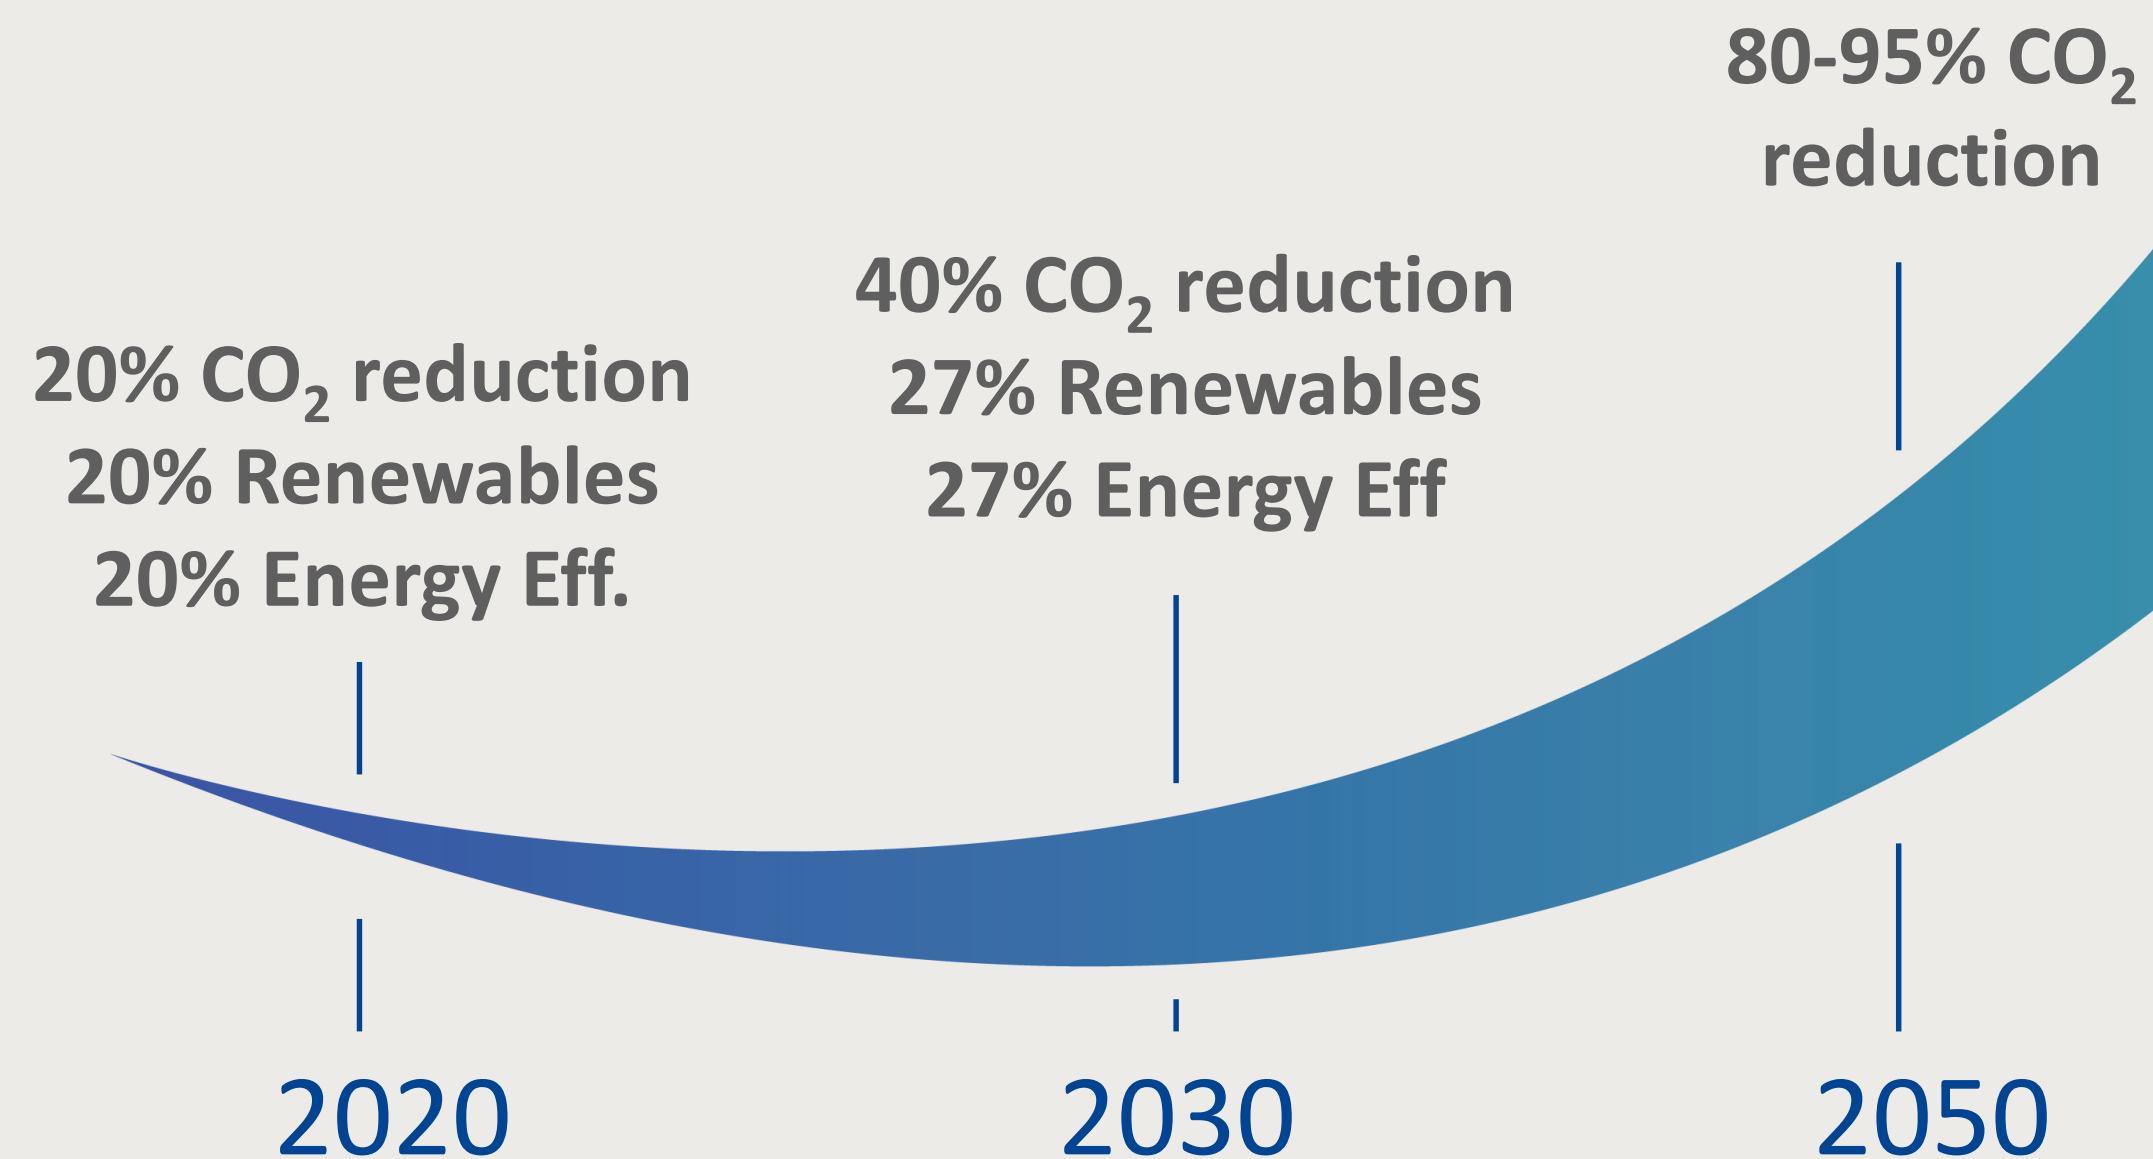 20% CO₂ reduction
20% Renewables
20% Energy Eff.
40% CO₂ reduction
27% Renewables
27% Energy Eff
80-95% CO₂
reduction
2020
2030
2050